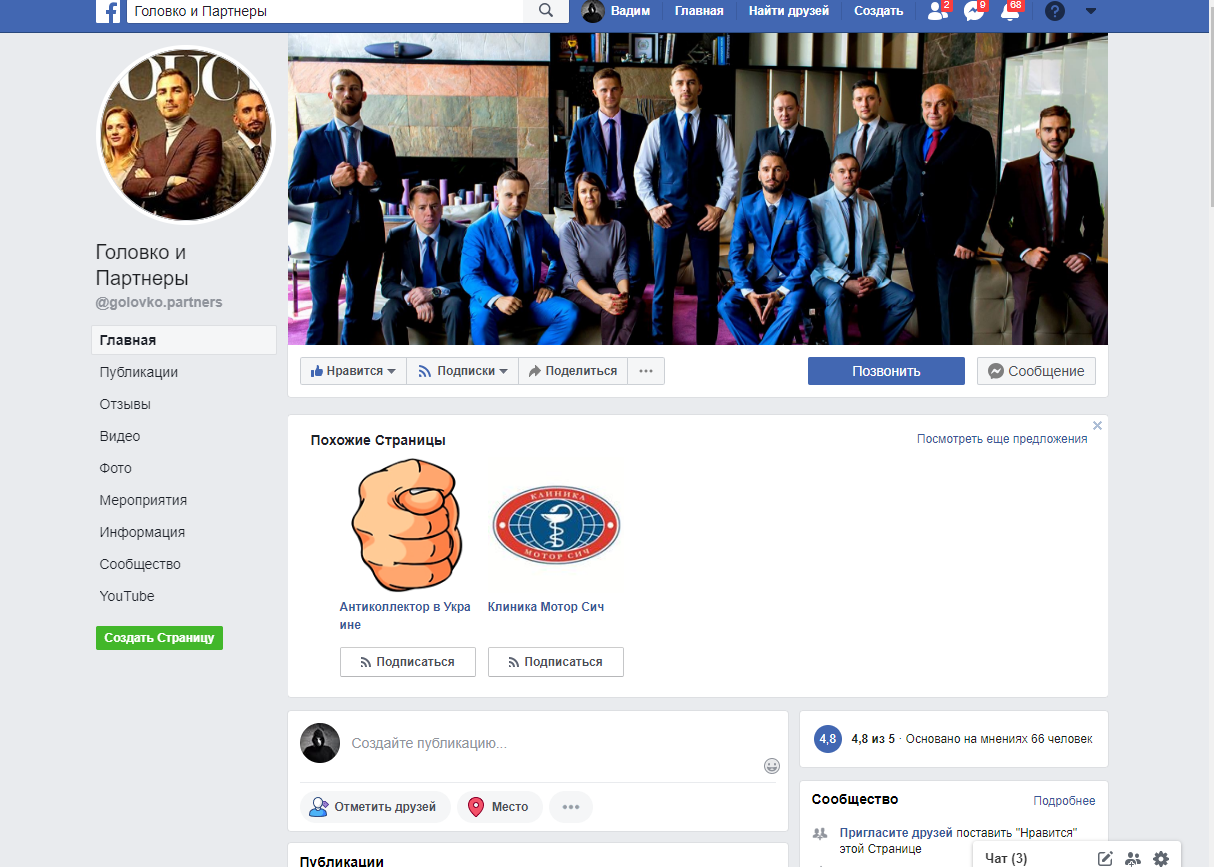 Головко и Партнеры
Вадим
Главная
Найти друзей
Создать
2
9
68
?
OUC
Головко и
Партнеры
@golovko.partners
Главная
Публикации
Отзывы
Видео
Фото
Мероприятия
Информация
Сообщество
YouTube
Создать Страницу
Нравится
Подписки
Поделиться
Позвонить
Сообщение
Похожие Страницы
Посмотреть еще предложения
КЛИНИКА
МОТОР СИЧ
Антиколлектор в Укра
ине
Клиника Мотор Сич
Подписаться
Подписаться
Создайте публикацию...
Отметить друзей
Место
Публикации
4,8
4,8 из 5 · Основано на мнениях 66 человек
Сообщество
Подробнее
Пригласите друзей поставить "Нравится"
этой Странице
Чат (3)